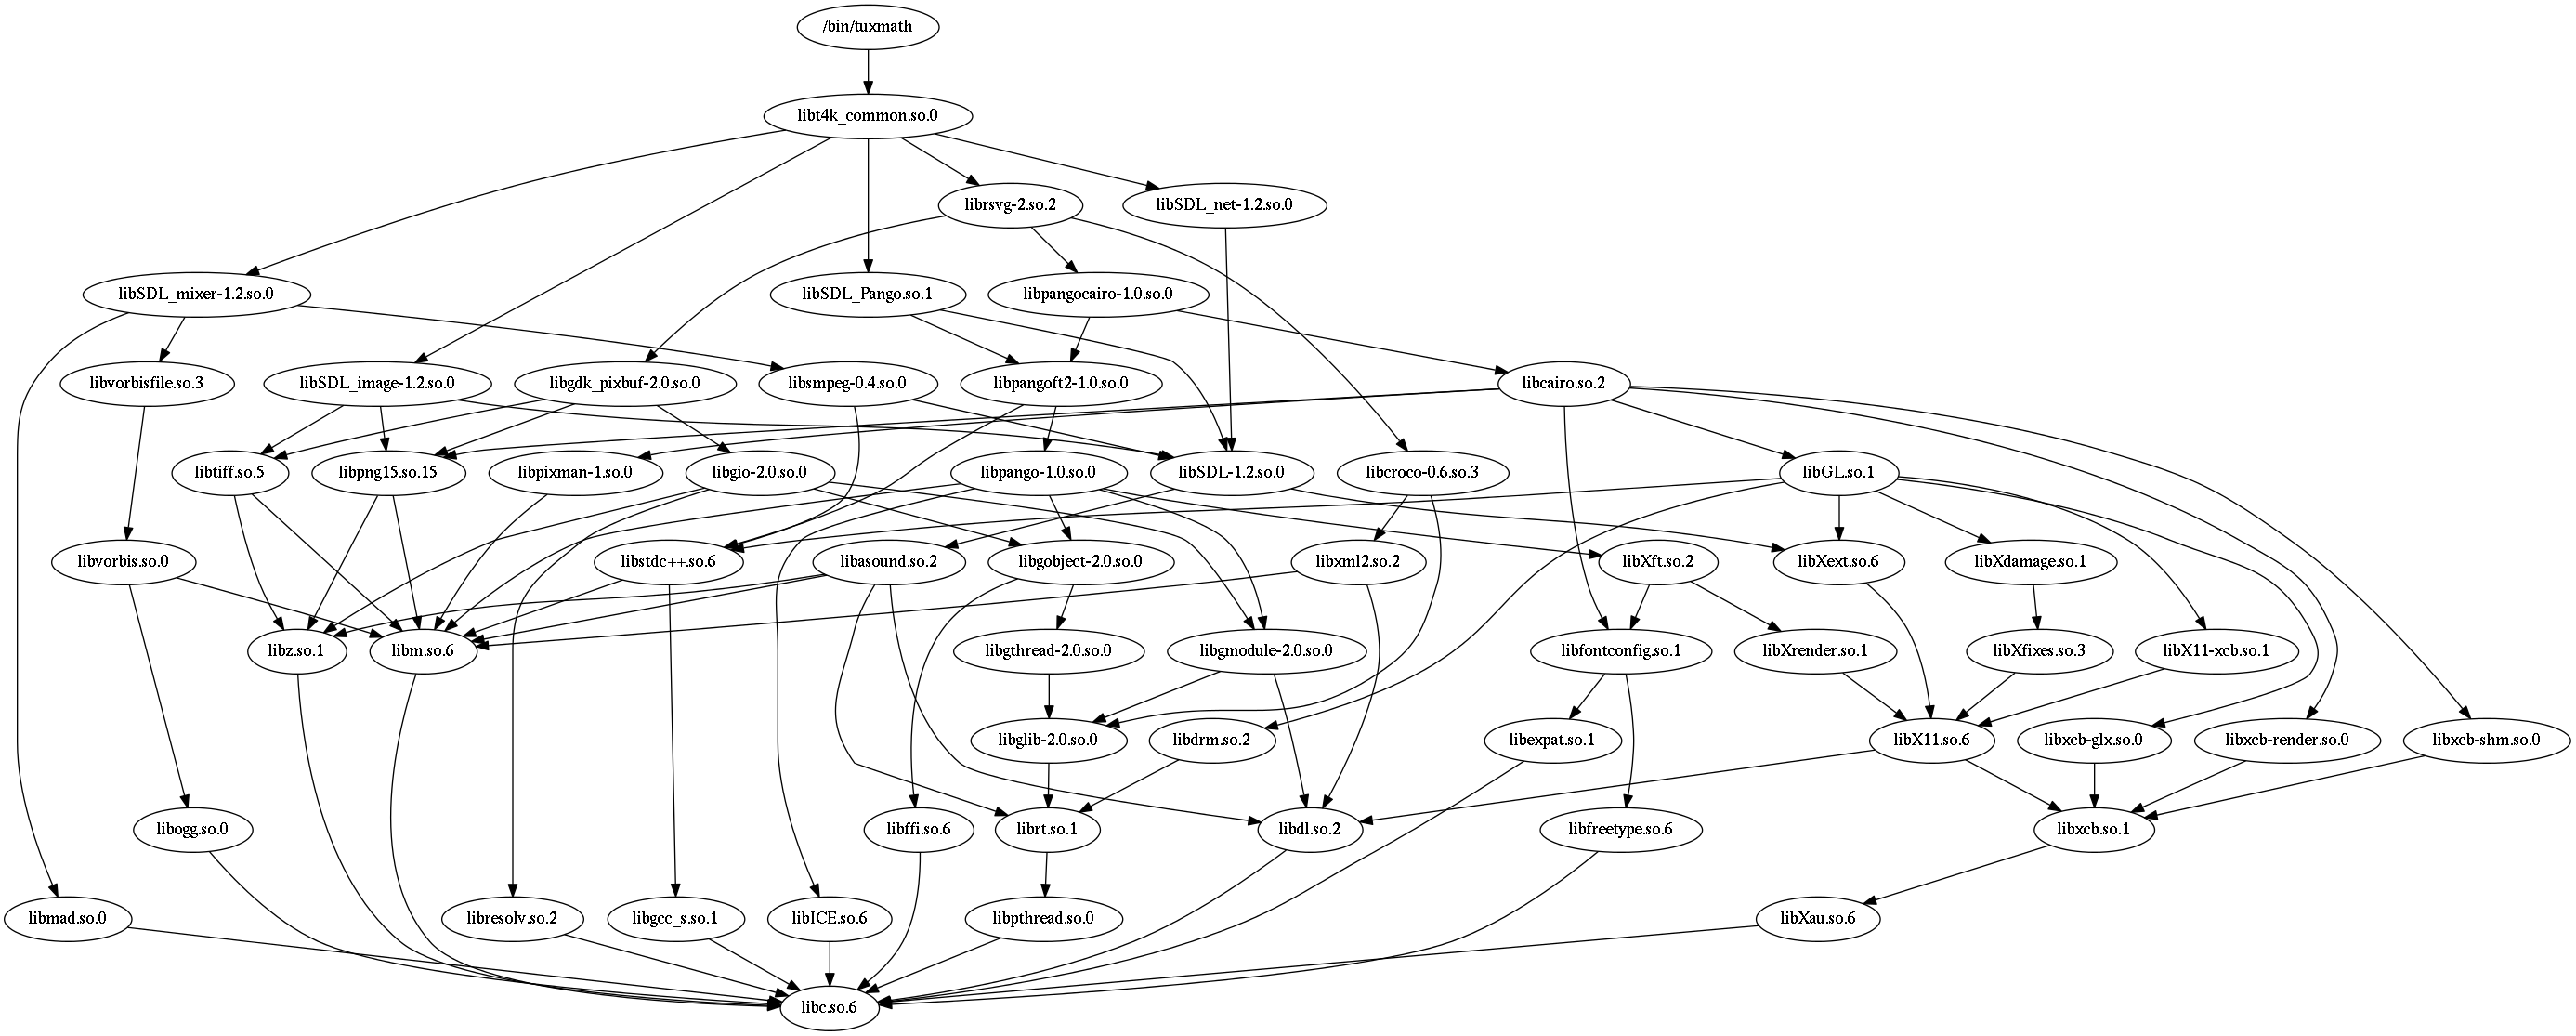 /bin/tuxmath
libt4k_common.so.0
librsvg-2.so.2
libSDL_net-1.2.so.0
libSDL_mixer-1.2.so.0
libSDL_Pango.so.1
libpangocairo-1.0.so.0
libvorbisfile.so.3
libSDL_image-1.2.so.0
libgdk_pixbuf-2.0.so.0
libsmpeg-0.4.so.0
libpangoft2-1.0.so.0
libcairo.so.2
libtiff.so.5
libpng15.so.15
libpixman-1.so.0
libgio-2.0.so.0
libpango-1.0.so.0
libSDL-1.2.so.0
libcroco-0.6.so.3
libGL.so.1
libvorbis.so.0
libstdc++.so.6
libasound.so.2
libgobject-2.0.so.0
libxml2.so.2
libXft.so.2
libXext.so.6
libXdamage.so.1
libz.so.1
libm.so.6
libgthread-2.0.so.0
libgmodule-2.0.so.0
libfontconfig.so.1
libXrender.so.1
libXfixes.so.3
libX11-xcb.so.1
libglib-2.0.so.0
libdrm.so.2
libexpat.so.1
libX11.so.6
libxcb-glx.so.0
libxcb-render.so.0
libxcb-shm.so.0
libogg.so.0
libffi.so.6
librt.so.1
libdl.so.2
libfreetype.so.6
libxcb.so.1
libmad.so.0
libresolv.so.2
libgcc_s.so.1
libICE.so.6
libpthread.so.0
libXau.so.6
libc.so.6